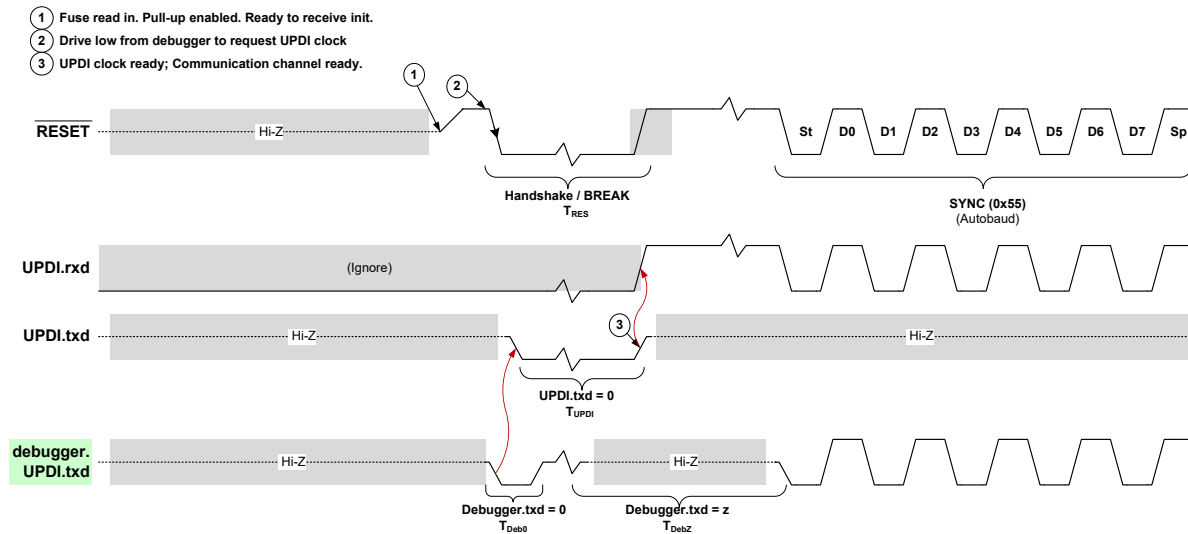 1 Fuse read in. Pull-up enabled. Ready to receive init.
2 Drive low from debugger to request UPDI clock
3 UPDI clock ready; Communication channel ready.
1
2
RESET
Hi-Z
St D0 D1 D2 D3 D4 D5 D6 D7 Sp
Handshake / BREAK
TRES
SYNC (0x55)
(Autobaud)
UPDI.rxd
(Ignore)
UPDI.txd
Hi-Z
3
Hi-Z
UPDI.txd = 0
TUPDI
debugger.
UPDI.txd
Hi-Z
Hi-Z
Debugger.txd = 0
TDeb0
Debugger.txd = z
TDebZ